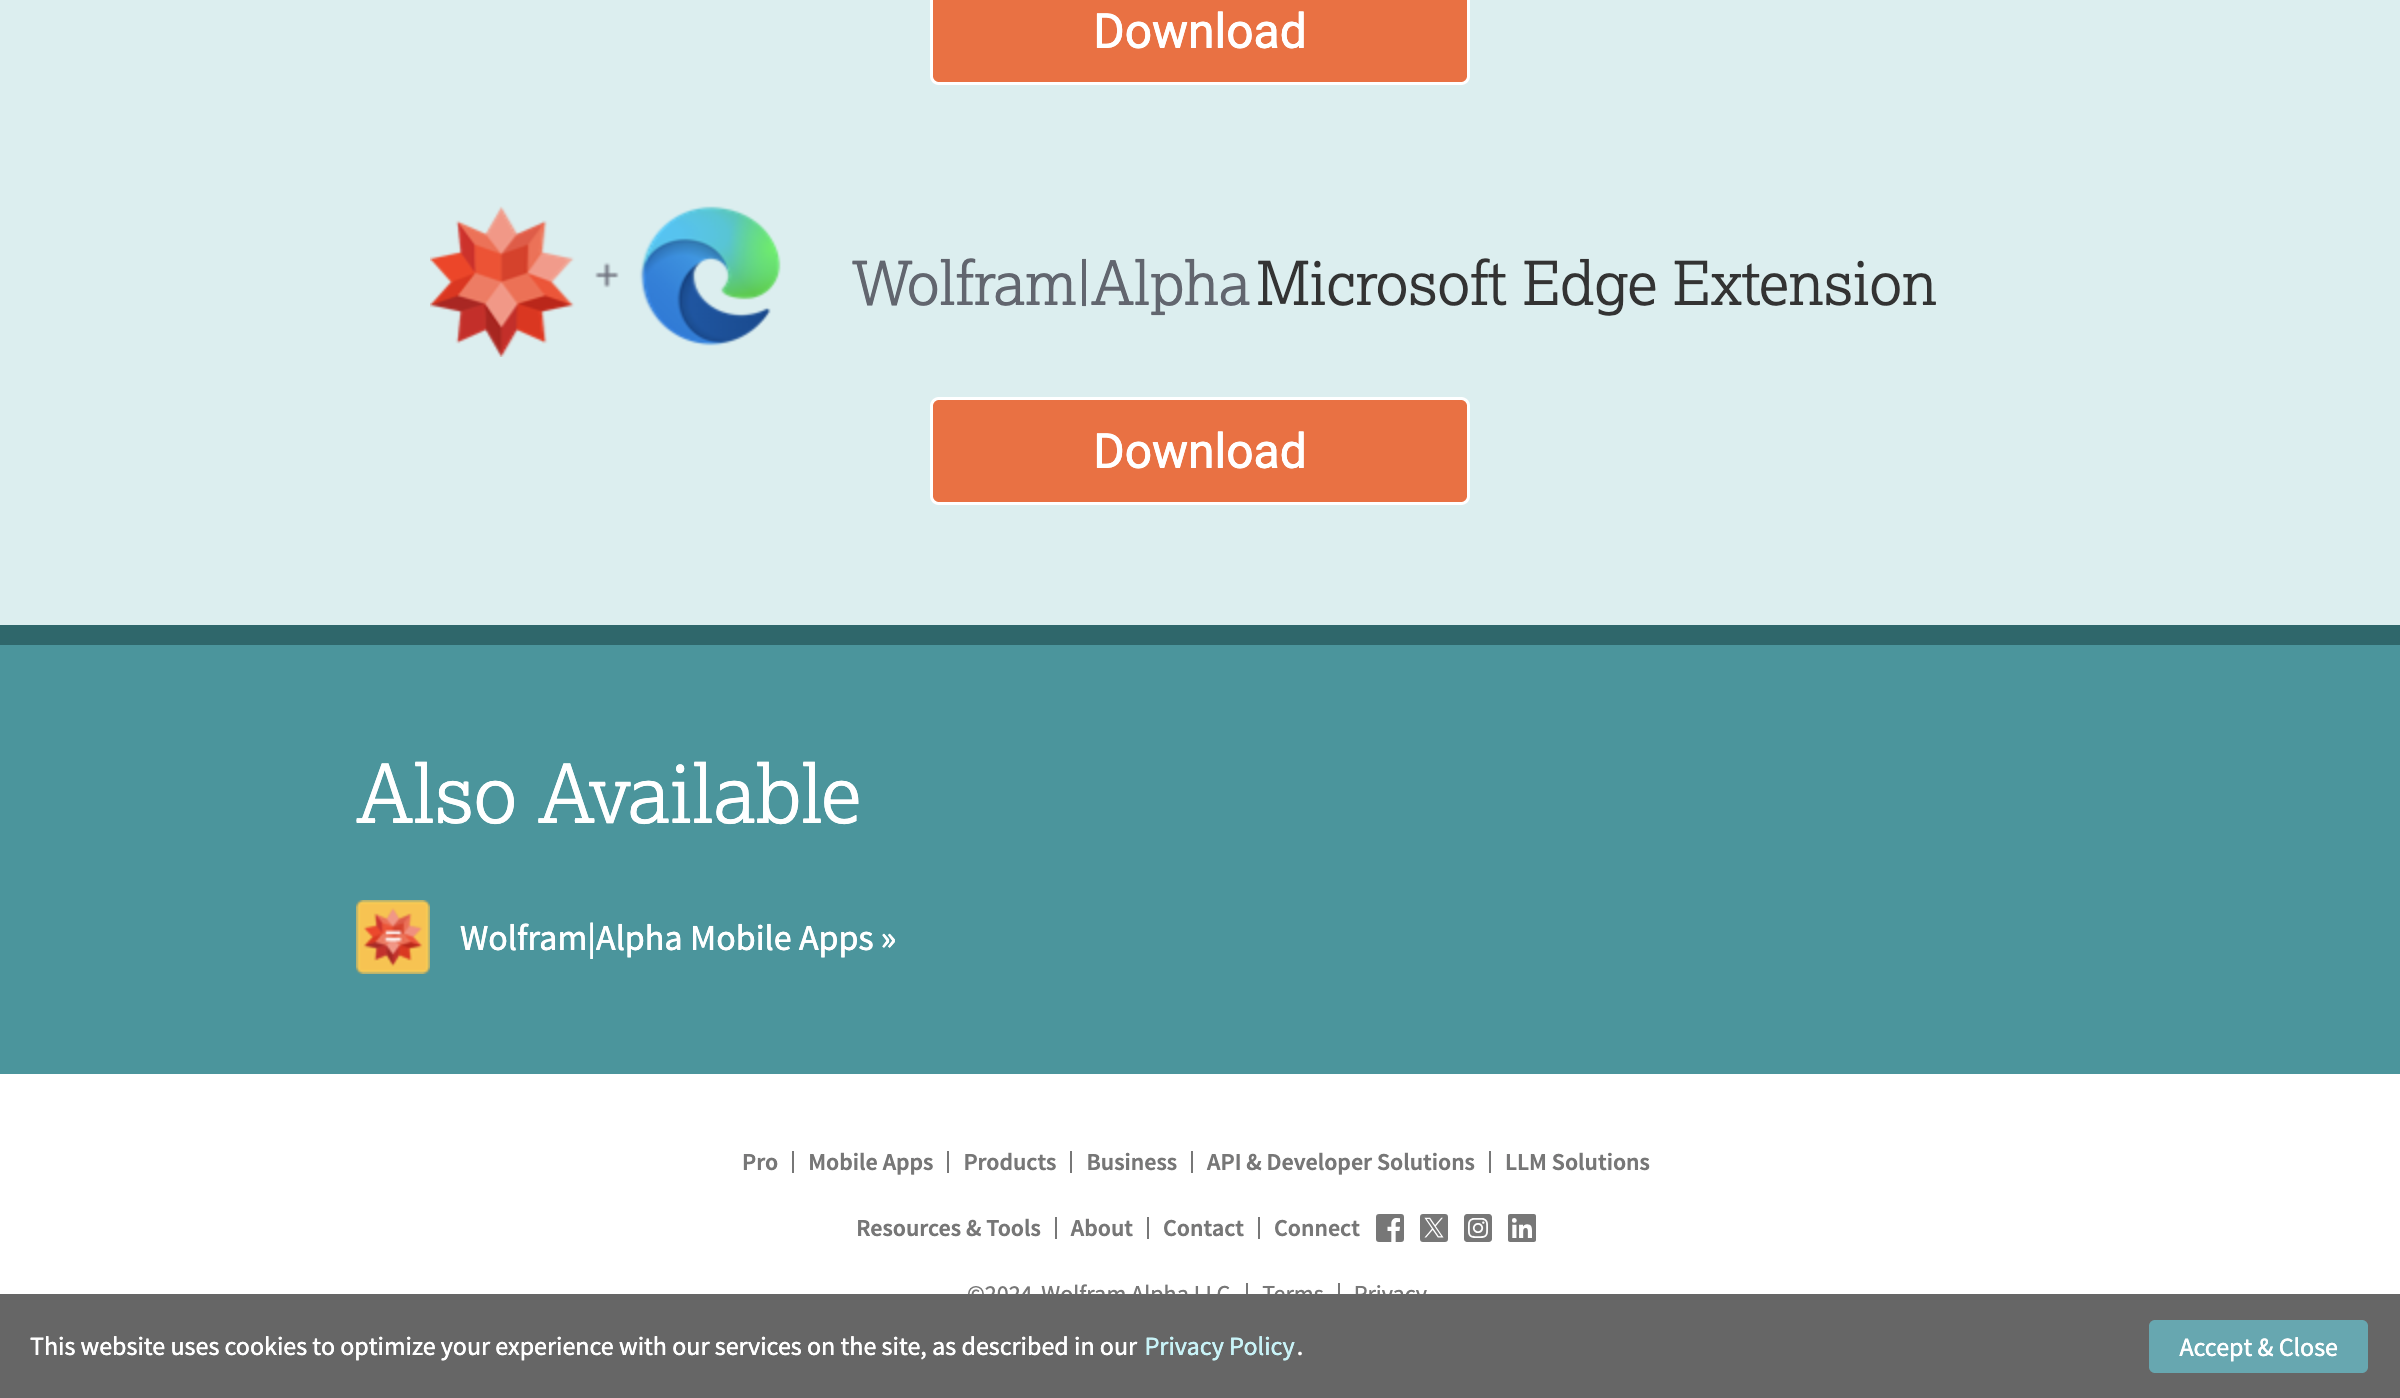 Download
Wolfram|Alpha Microsoft Edge Extension
Download
Also Available
Wolfram|Alpha Mobile Apps »
Pro | Mobile Apps | Products | Business | API & Developer Solutions | LLM Solutions
Resources & Tools | About | Contact | Connect
©2024 Wolfram Alpha LLC | Terms | Privacy
This website uses cookies to optimize your experience with our services on the site, as described in our Privacy Policy.
Accept & Close